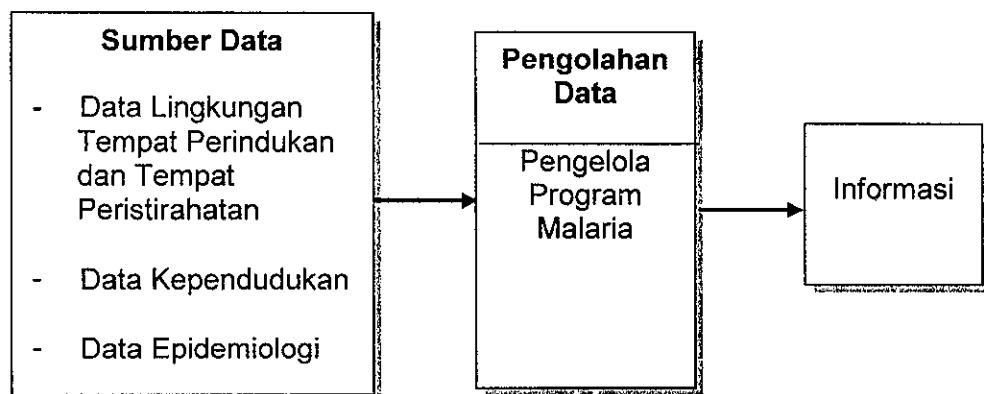 Sumber Data
- Data Lingkungan
Tempat Perindukan
dan Tempat
Peristirahatan
- Data Kependudukan
- Data Epidemiologi
Pengolahan
Data
Pengelola
Program
Malaria
Informasi